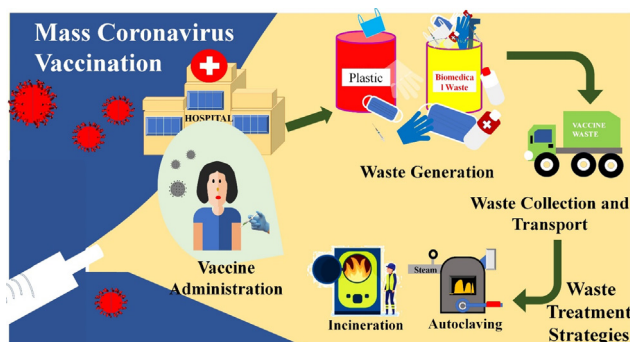 Mass Coronavirus
Vaccination
HOSPITAL
Plastic
Biomedica
l Waste
VACCINE
WASTE
Waste Generation
Waste Collection and
Transport
Vaccine
Administration
Steam
Incineration
Autoclaving
Waste
Treatment
Strategies